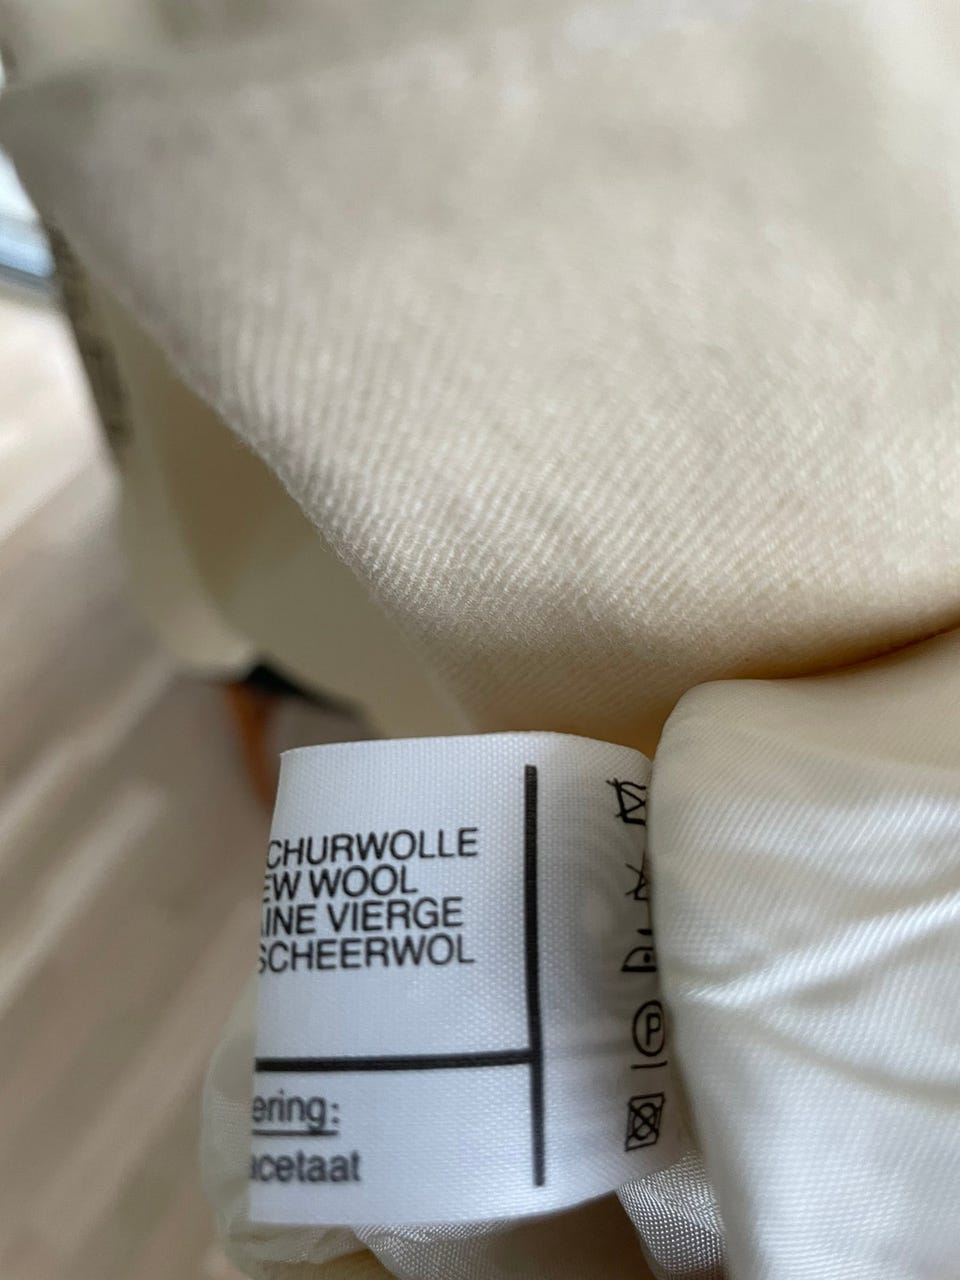 CHURWOLLE
EW WOOL
AINE VIERGE
SCHEERWOL
ering:
acetaat
P